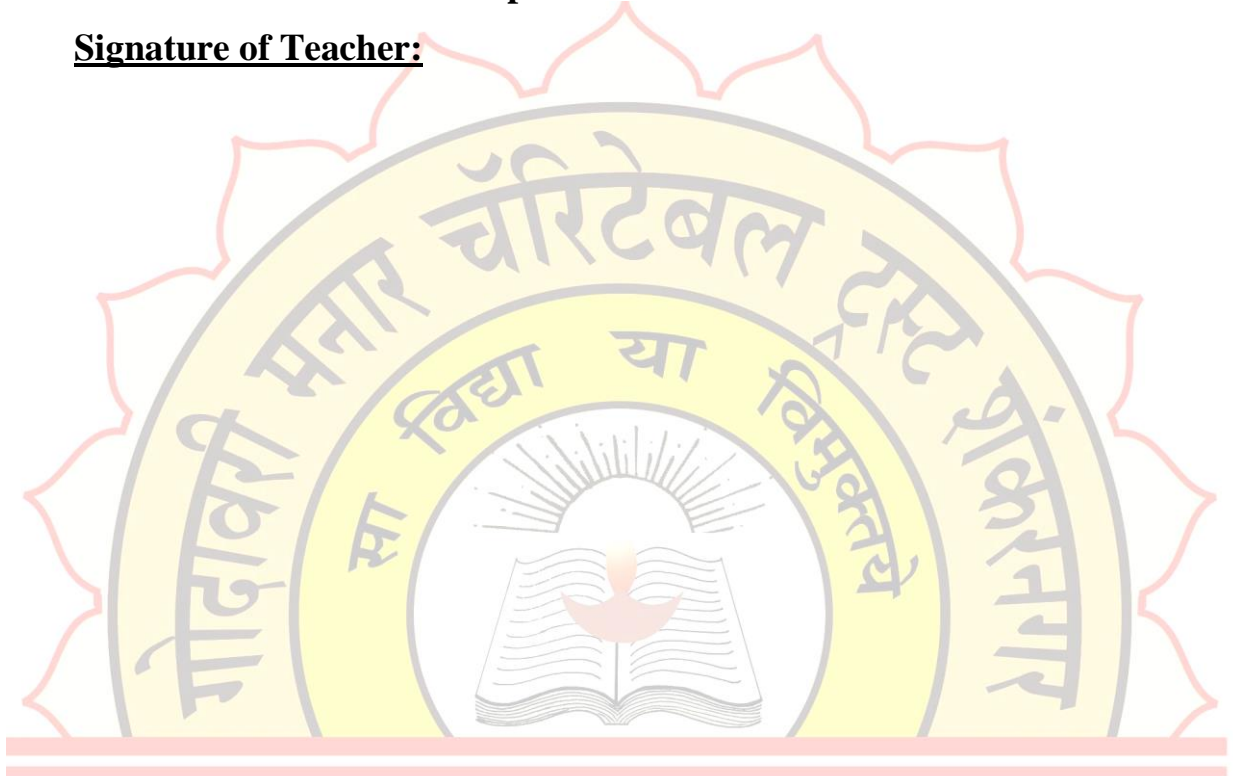 Signature of Teacher:
गोदावरी मनार चॅरिटेबल ट्रस्ट शंकरनगर
सा विद्या या विमुक्तये